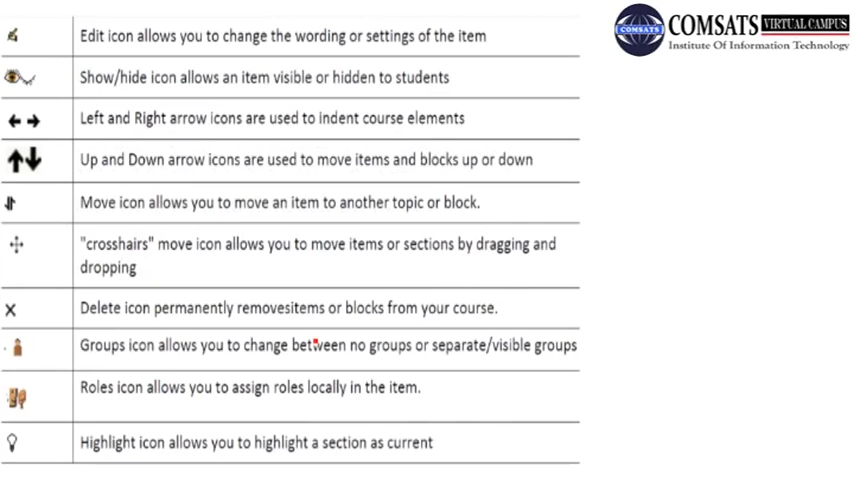 COMSATS VIRTUAL CAMPUS
COMSATS
Institute Of Information Technology
Edit icon allows you to change the wording or settings of the item
Show/hide icon allows an item visible or hidden to students
Left and Right arrow icons are used to indent course elements
Up and Down arrow icons are used to move items and blocks up or down
Move icon allows you to move an item to another topic or block.
"crosshairs" move icon allows you to move items or sections by dragging and
dropping
Delete icon permanently removesitems or blocks from your course.
Groups icon allows you to change between no groups or separate/visible groups
Roles icon allows you to assign roles locally in the item.
Highlight icon allows you to highlight a section as current